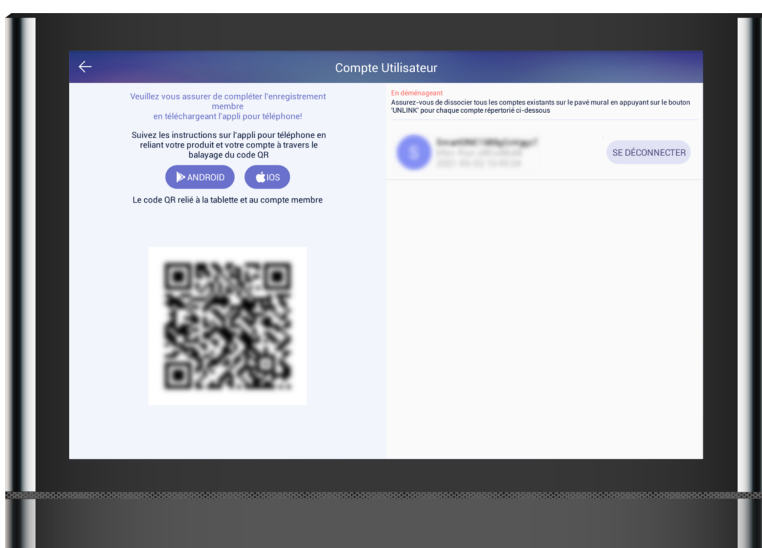 Compte Utilisateur
Veuillez vous assurer de compléter l'enregistrement
membre
en téléchargeant l'appli pour téléphone!
Suivez les instructions sur l'appli pour téléphone en
reliant votre produit et votre compte à travers le
balayage du code QR
ANDROID
IOS
Le code QR relié à la tablette et au compte membre
En déménageant
Assurez-vous de dissocier tous les comptes existants sur le pavé mural en appuyant sur le bouton
'UNLINK' pour chaque compte répertorié ci-dessous
S
SE DÉCONNECTER